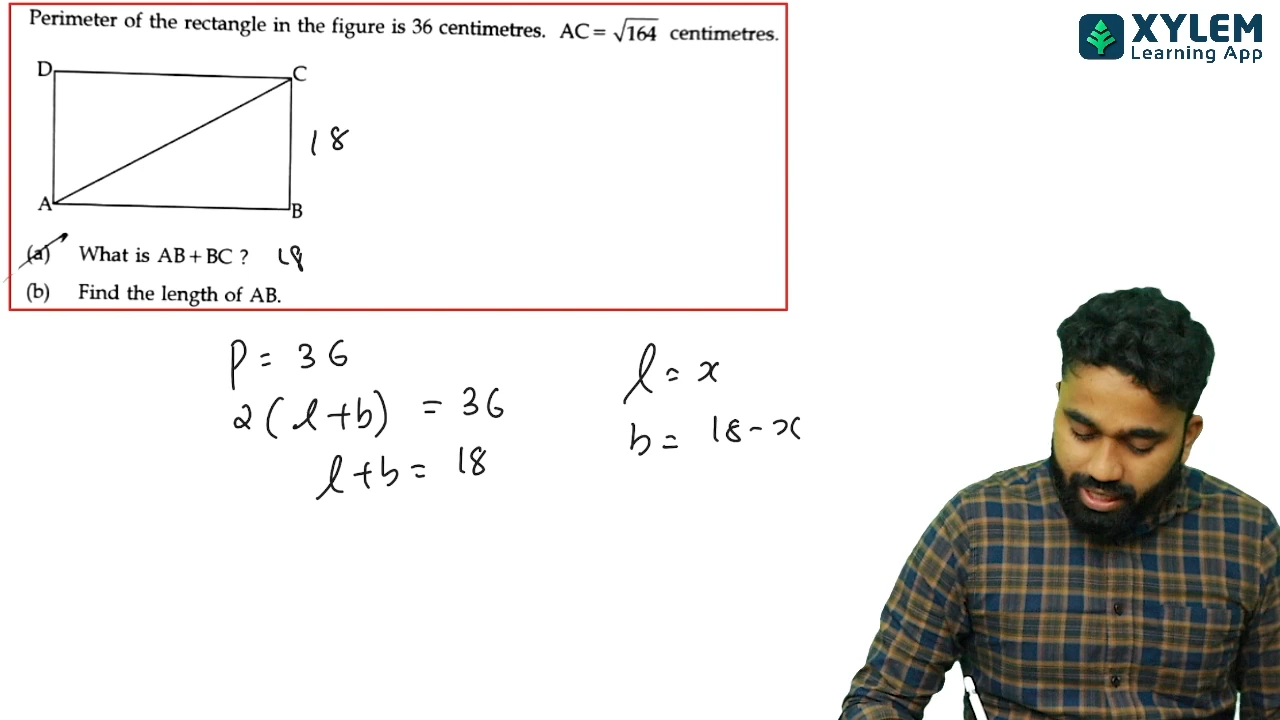 Perimeter of the rectangle in the figure is 36 centimetres. AC = √164 centimetres.
XYLEM
Learning App
D
C
18
A
B
(a) What is AB + BC ? 18
(b) Find the length of AB.
P = 36
2 ( l + b ) = 36
l + b = 18
l = x
b = 18 - x